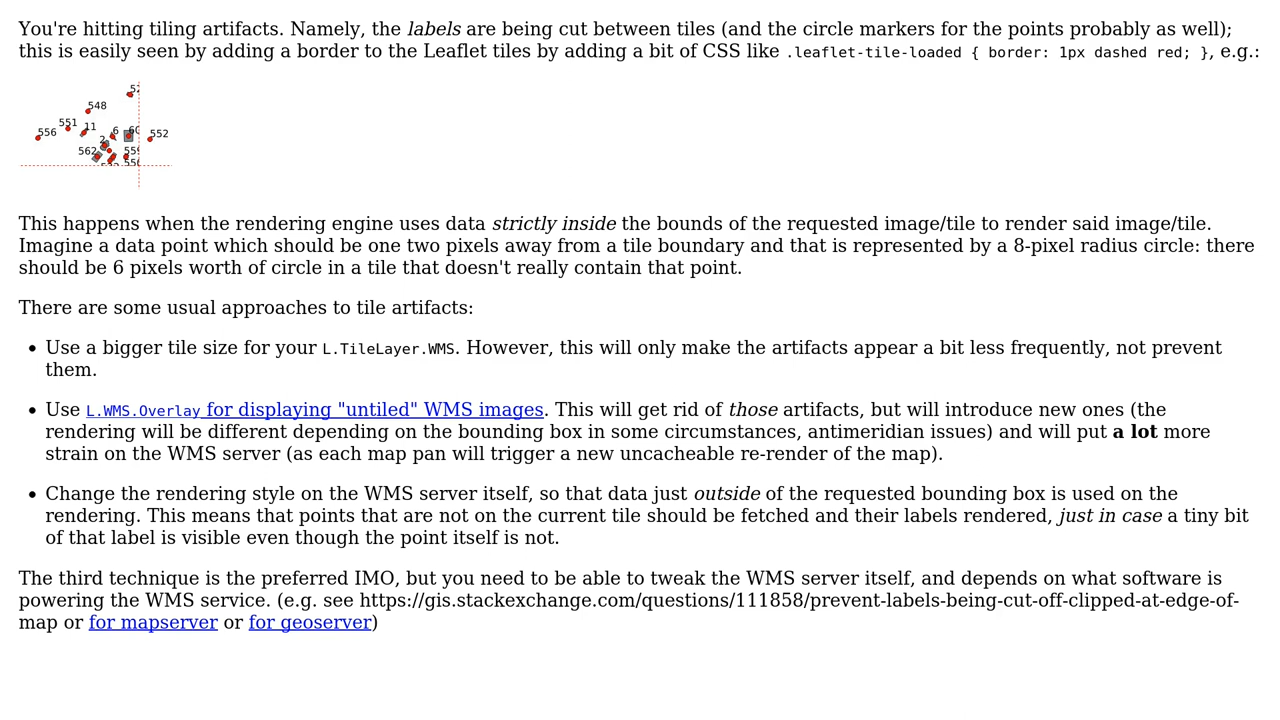 You're hitting tiling artifacts. Namely, the labels are being cut between tiles (and the circle markers for the points probably as well);
this is easily seen by adding a border to the Leaflet tiles by adding a bit of CSS like .leaflet-tile-loaded { border: 1px dashed red; }, e.g.:
548
551
11
556
6
552
2
562
This happens when the rendering engine uses data strictly inside the bounds of the requested image/tile to render said image/tile.
Imagine a data point which should be one two pixels away from a tile boundary and that is represented by a 8-pixel radius circle: there
should be 6 pixels worth of circle in a tile that doesn't really contain that point.
There are some usual approaches to tile artifacts:
• Use a bigger tile size for your L.TileLayer.WMS. However, this will only make the artifacts appear a bit less frequently, not prevent
them.
• Use L.WMS.Overlay for displaying "untiled" WMS images. This will get rid of those artifacts, but will introduce new ones (the
rendering will be different depending on the bounding box in some circumstances, antimeridian issues) and will put a lot more
strain on the WMS server (as each map pan will trigger a new uncacheable re-render of the map).
• Change the rendering style on the WMS server itself, so that data just outside of the requested bounding box is used on the
rendering. This means that points that are not on the current tile should be fetched and their labels rendered, just in case a tiny bit
of that label is visible even though the point itself is not.
The third technique is the preferred IMO, but you need to be able to tweak the WMS server itself, and depends on what software is
powering the WMS service. (e.g. see https://gis.stackexchange.com/questions/111858/prevent-labels-being-cut-off-clipped-at-edge-of-
map or for mapserver or for geoserver)